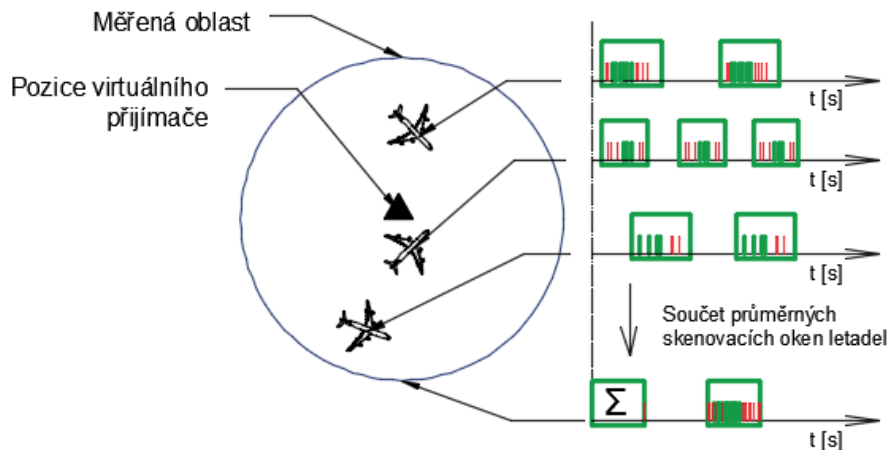 Měřená oblast
Pozice virtuálního
přijímače
t [s]
t [s]
t [s]
Součet průměrných
skenovacích oken letadel
Σ
t [s]